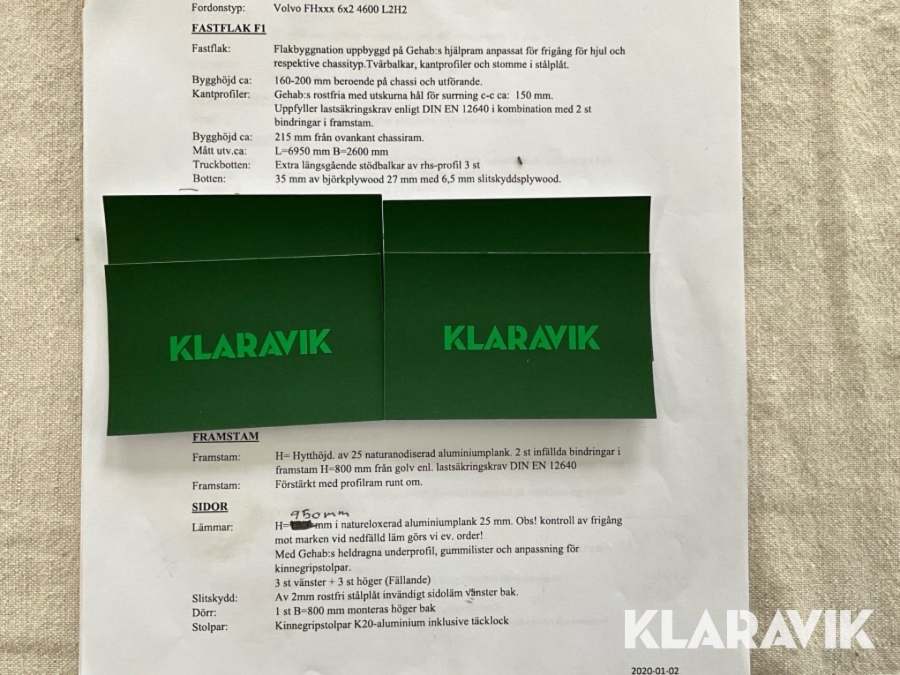 Fordonstyp: Volvo FHxxx 6x2 4600 L2H2
FASTFLAK F1
Fastflak: Flakbyggnation uppbyggd på Gehab:s hjälpram anpassat för frigång för hjul och
respektive chassityp.Tvärbalkar, kantprofiler och stomme i stålplåt.
Bygghöjd ca: 160-200 mm beroende på chassi och utförande.
Kantprofiler: Gehab:s rostfria med utskurna hål för surrning c-c ca: 150 mm.
Uppfyller lastsäkringskrav enligt DIN EN 12640 i kombination med 2 st
bindringar i framstam.
Bygghöjd ca: 215 mm från ovankant chassiram.
Mått utv.ca: L=6950 mm B=2600 mm
Truckbotten: Extra längsgående stödbalkar av rhs-profil 3 st
Botten: 35 mm av björkplywood 27 mm med 6,5 mm slitskyddsplywood.
KLARAVIK KLARAVIK
FRAMSTAM
Framstam: H= Hytthöjd. av 25 naturanodiserad aluminiumplank. 2 st infällda bindringar i
framstam H=800 mm från golv enl. lastsäkringskrav DIN EN 12640
Framstam: Förstärkt med profilram runt om.
SIDOR
950mm
Lämmar: H= mm i natureloxerad aluminiumplank 25 mm. Obs! kontroll av frigång
mot marken vid nedfälld läm görs vi ev. order!
Med Gehab:s heldragna underprofil, gummilister och anpassning för
kinnegripstolpar.
3 st vänster + 3 st höger (Fällande)
Slitskydd: Av 2mm rostfri stålplåt invändigt sidoläm vänster bak.
Dörr: 1 st B=800 mm monteras höger bak
Stolpar: Kinnegripstolpar K20-aluminium inklusive täcklock
KLARAVIK
2020-01-02